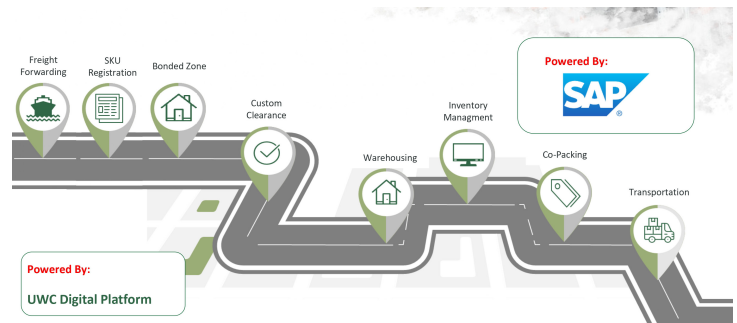 Freight
Forwarding
SKU
Registration
Bonded Zone
Custom
Clearance
Warehousing
Inventory
Managment
Co-Packing
Transportation
Powered By:
SAP
®
Powered By:
UWC Digital Platform